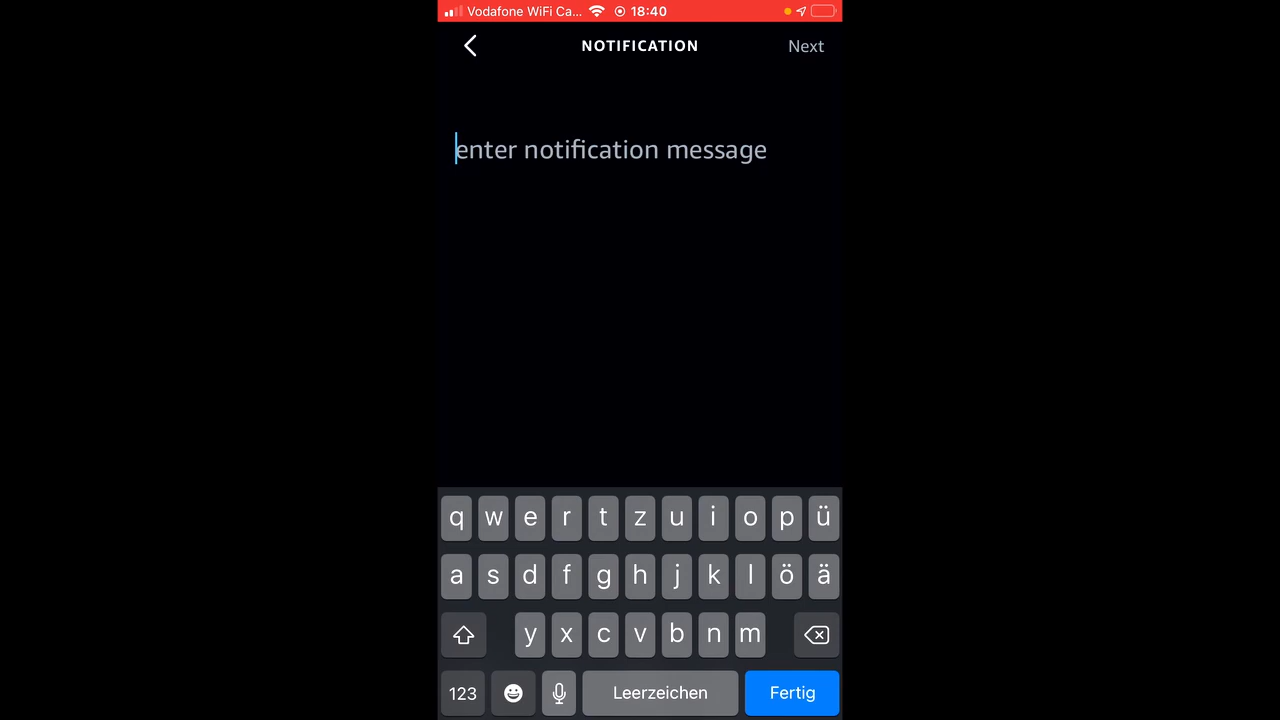 Vodafone WiFi Ca... 18:40
NOTIFICATION Next
enter notification message
q w e r t z u i o p ü
a s d f g h j k l ö ä
y x c v b n m
123 Leerzeichen Fertig